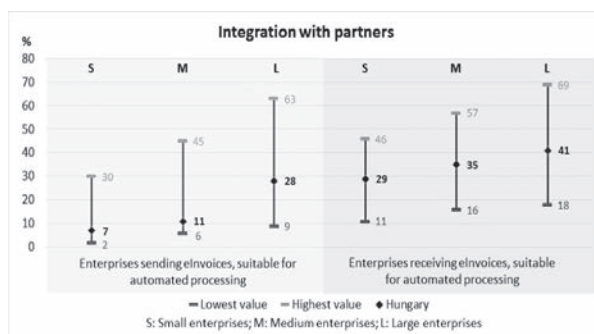 Integration with partners
%
80
70
60
50
40
30
20
10
0
S M L S M L
30 7 2
45 11 6
63 28 9
46 29 11
57 35 16
69 41 18
Enterprises sending eInvoices, suitable for
automated processing
Enterprises receiving eInvoices, suitable
for automated processing
Lowest value Highest value Hungary
S: Small enterprises; M: Medium enterprises; L: Large enterprises